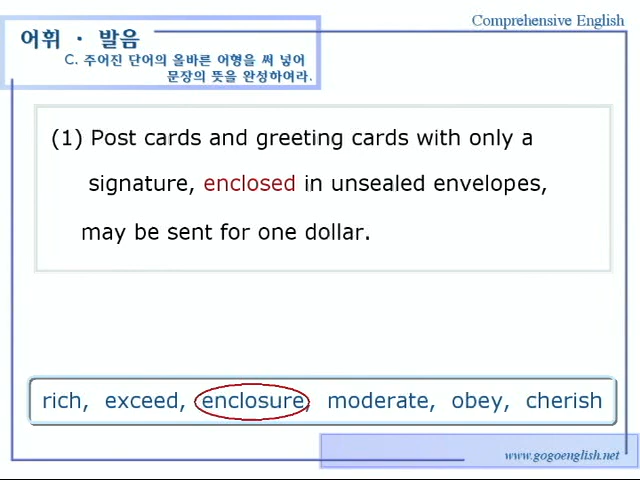 Comprehensive English
어휘 · 발음
C. 주어진 단어의 올바른 어형을 써 넣어
문장의 뜻을 완성하여라.
(1) Post cards and greeting cards with only a
signature, enclosed in unsealed envelopes,
may be sent for one dollar.
rich, exceed, enclosure, moderate, obey, cherish
www.gogoenglish.net